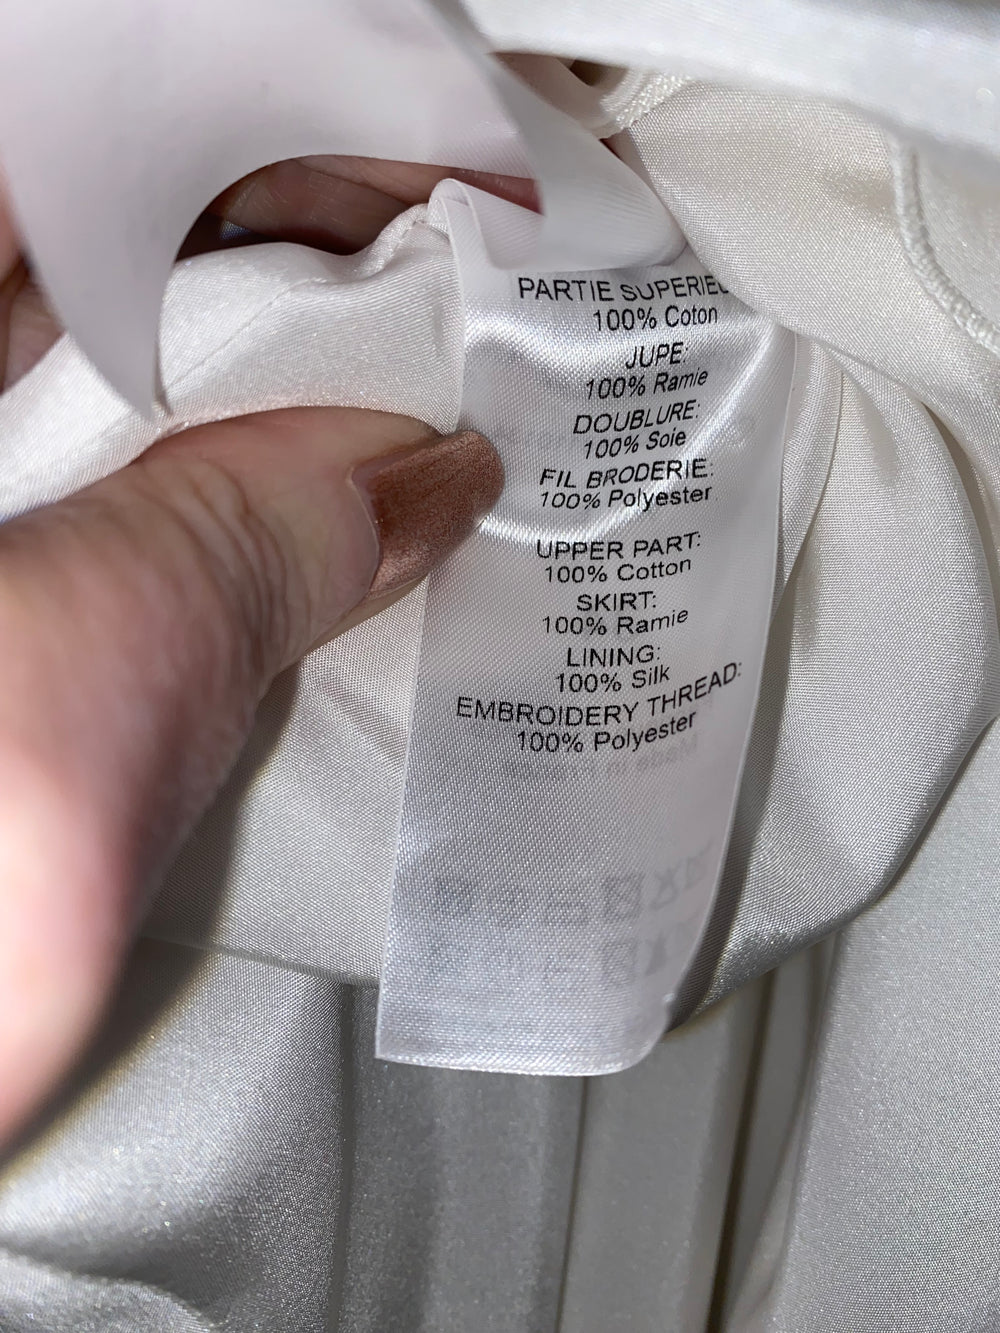 PARTIE
100% Coton
JUPE:
100% Ramie
DOUBLURE:
100% Soie
FIL BRODERIE:
100% Polyester
UPPER PART:
100% Cotton
SKIRT:
100% Ramie
LINING:
100% Silk
EMBROIDERY THREAD:
100% Polyester